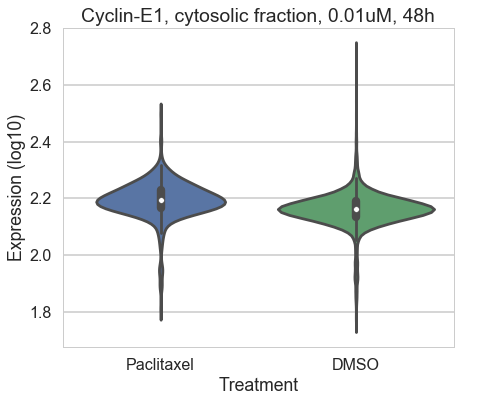 Cyclin-E1, cytosolic fraction, 0.01uM, 48h
Expression (log10)
2.8
2.6
2.4
2.2
2.0
1.8
Paclitaxel DMSO
Treatment